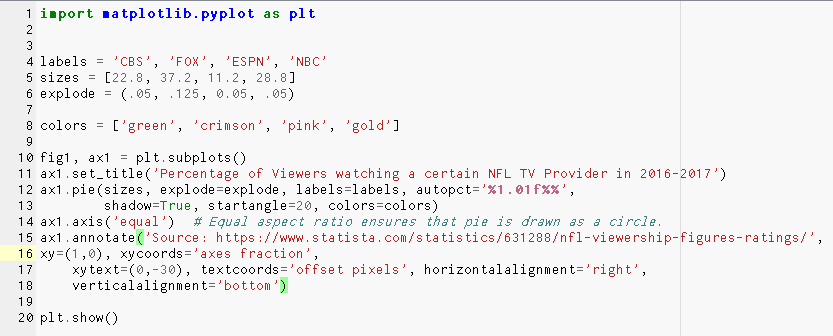 1 import matplotlib.pyplot as plt
2
3
4 labels = 'CBS', 'FOX', 'ESPN', 'NBC'
5 sizes = [22.8, 37.2, 11.2, 28.8]
6 explode = (.05, .125, 0.05, .05)
7
8 colors = ['green', 'crimson', 'pink', 'gold']
9
10 fig1, ax1 = plt.subplots()
11 ax1.set_title('Percentage of Viewers watching a certain NFL TV Provider in 2016-2017')
12 ax1.pie(sizes, explode=explode, labels=labels, autopct='%1.01f%%',
13         shadow=True, startangle=20, colors=colors)
14 ax1.axis('equal')  # Equal aspect ratio ensures that pie is drawn as a circle.
15 ax1.annotate('Source: https://www.statista.com/statistics/631288/nfl-viewership-figures-ratings/',
16 xy=(1,0), xycoords='axes fraction',
17     xytext=(0,-30), textcoords='offset pixels', horizontalalignment='right',
18     verticalalignment='bottom')
19
20 plt.show()